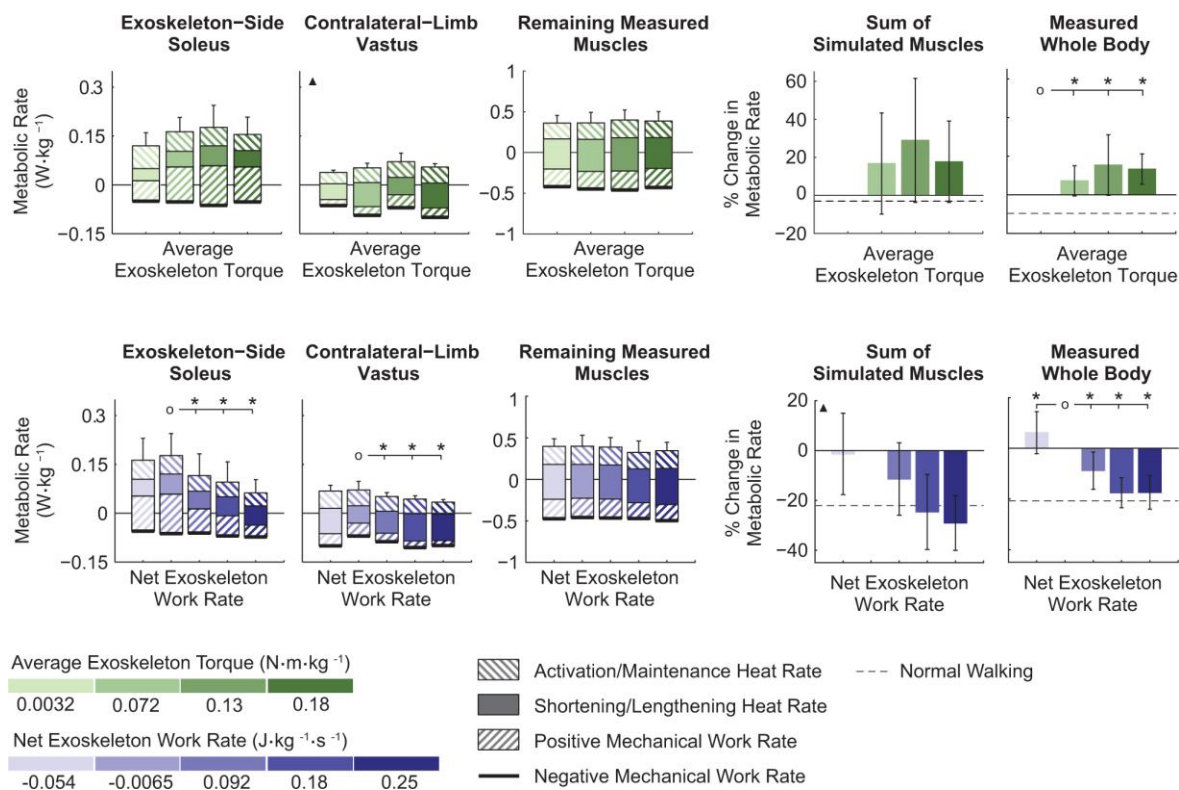 Exoskeleton−Side
Soleus
Contralateral−Limb
Vastus
Remaining Measured
Muscles
Sum of
Simulated Muscles
Measured
Whole Body
Metabolic Rate
(W·kg⁻¹)
0.3
0.15
0
−0.15
▲
1
0.5
0
−0.5
−1
% Change in
Metabolic Rate
60
40
20
0
−20
o * * *
Average
Exoskeleton Torque
Average
Exoskeleton Torque
Average
Exoskeleton Torque
Average
Exoskeleton Torque
Average
Exoskeleton Torque
Exoskeleton−Side
Soleus
Contralateral−Limb
Vastus
Remaining Measured
Muscles
Sum of
Simulated Muscles
Measured
Whole Body
Metabolic Rate
(W·kg⁻¹)
0.3
0.15
0
−0.15
o * * *
o * * *
1
0.5
0
−0.5
−1
% Change in
Metabolic Rate
20
0
−20
−40
▲
* o * * *
Net Exoskeleton
Work Rate
Net Exoskeleton
Work Rate
Net Exoskeleton
Work Rate
Net Exoskeleton
Work Rate
Net Exoskeleton
Work Rate
Average Exoskeleton Torque (N·m·kg⁻¹)
0.0032 0.072 0.13 0.18
Net Exoskeleton Work Rate (J·kg⁻¹·s⁻¹)
-0.054 -0.0065 0.092 0.18 0.25
Activation/Maintenance Heat Rate
Shortening/Lengthening Heat Rate
Positive Mechanical Work Rate
Negative Mechanical Work Rate
Normal Walking